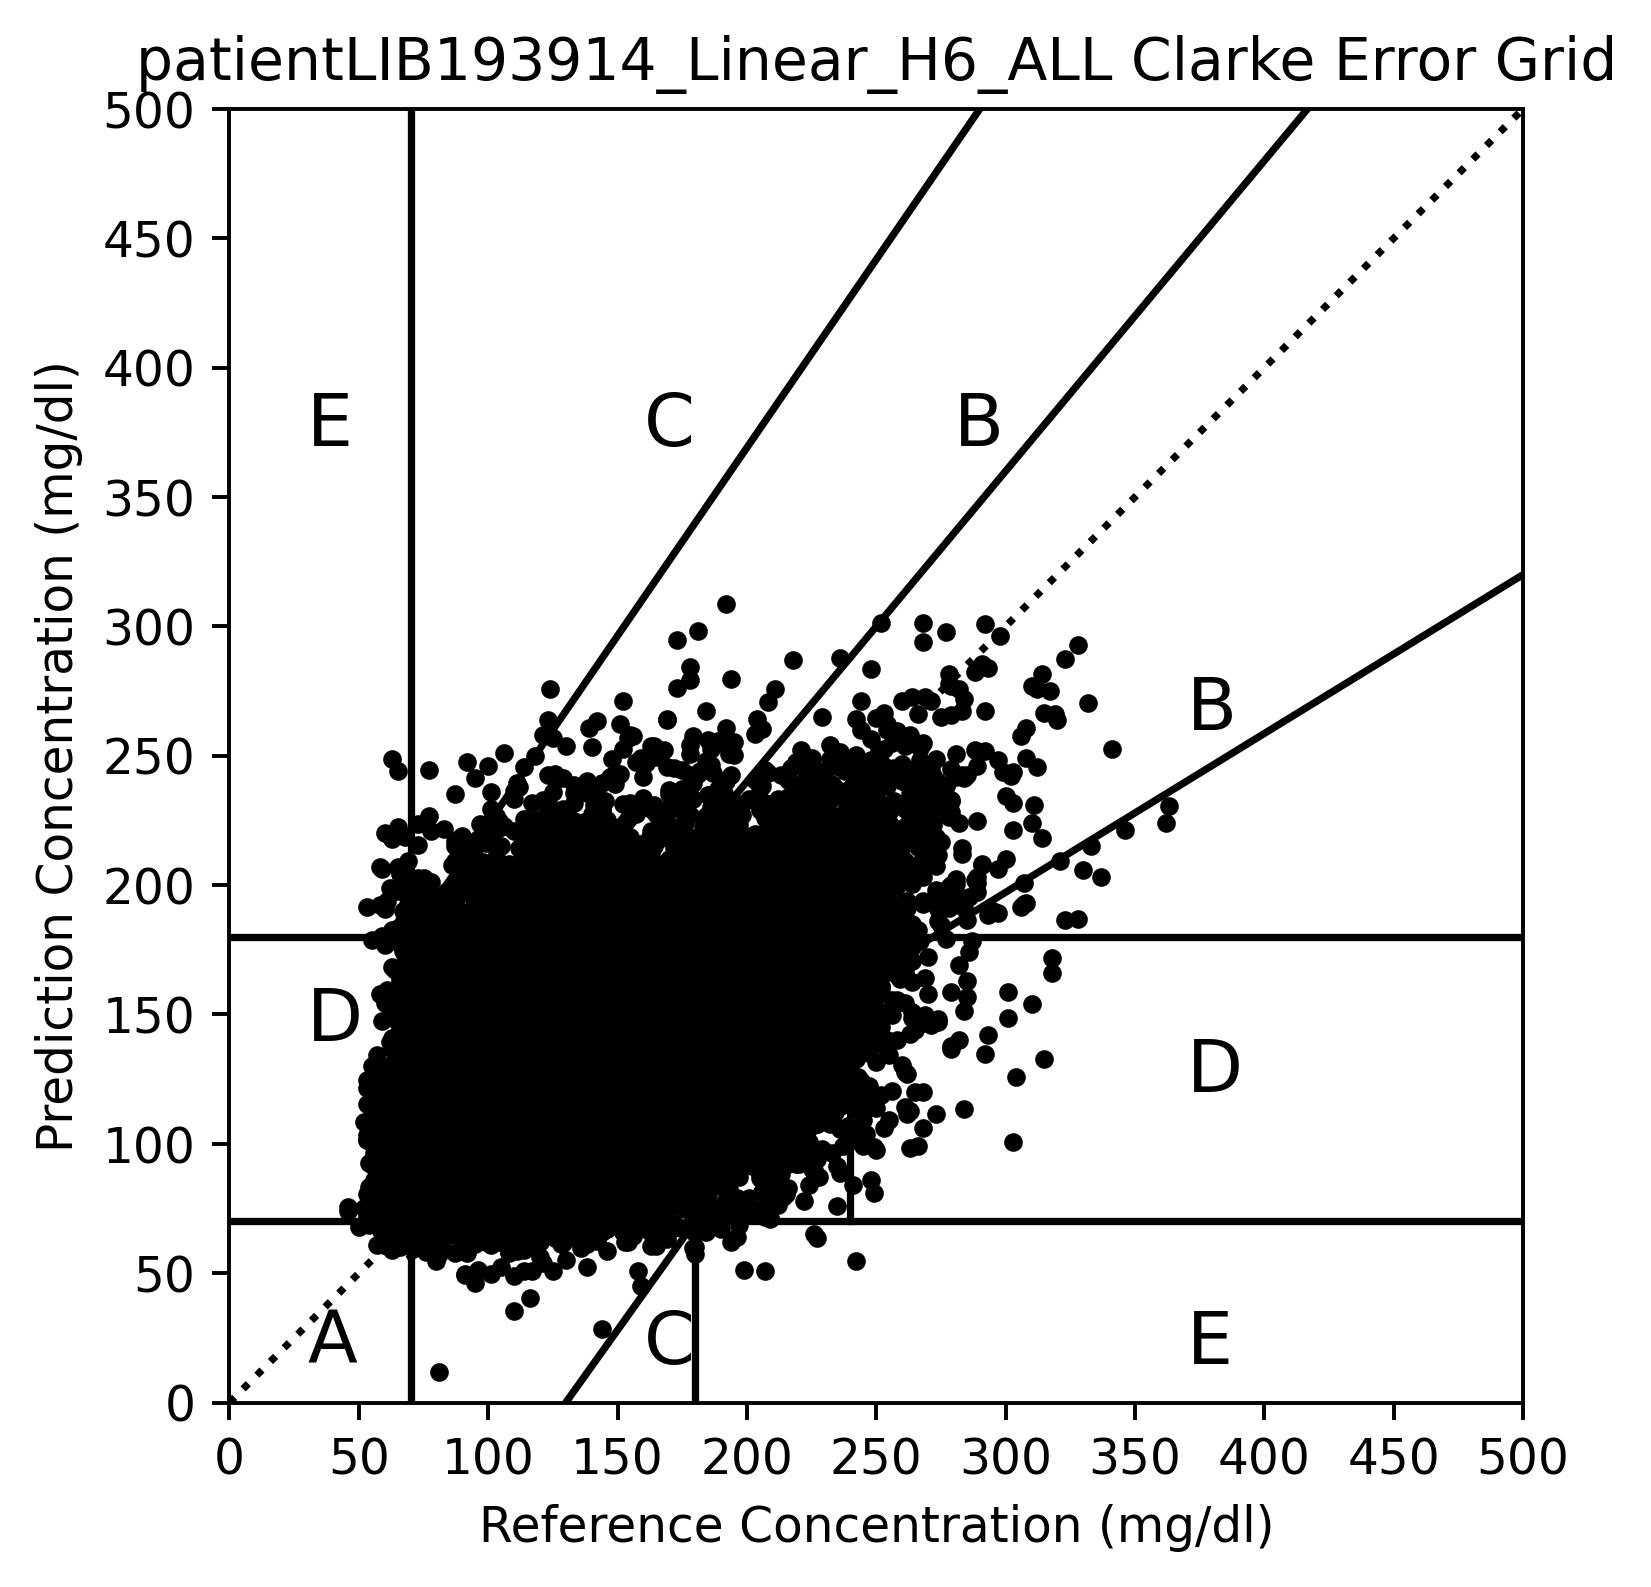 patientLIB193914_Linear_H6_ALL Clarke Error Grid
500
450
400
350
300
250
200
150
100
50
0
Prediction Concentration (mg/dl)
E
C
B
B
D
D
A
C
E
0 50 100 150 200 250 300 350 400 450 500
Reference Concentration (mg/dl)